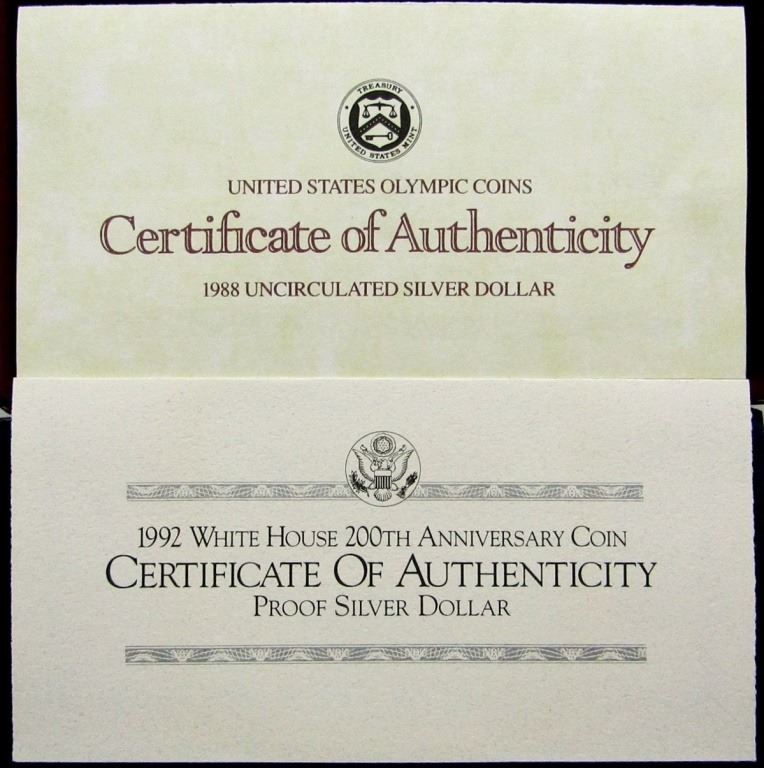 TREASURY
UNITED STATES MINT
UNITED STATES OLYMPIC COINS
Certificate of Authenticity
1988 UNCIRCULATED SILVER DOLLAR
1992 WHITE HOUSE 200TH ANNIVERSARY COIN
CERTIFICATE OF AUTHENTICITY
PROOF SILVER DOLLAR